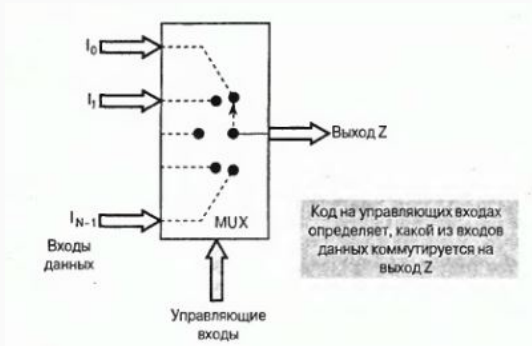 I₀
I₁
Выход Z
I_N–1
MUX
Входы
данных
Код на управляющих входах
определяет, какой из входов
данных коммутируется на
выход Z
Управляющие
входы